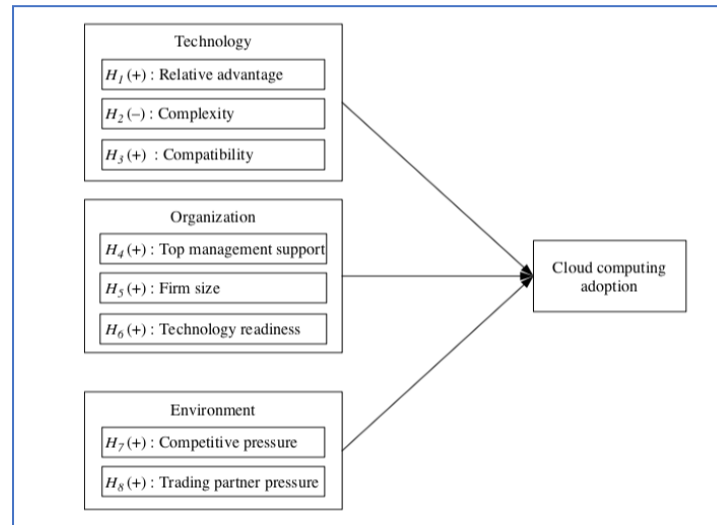 Technology
H1(+) : Relative advantage
H2(–) : Complexity
H3(+) : Compatibility
Organization
H4(+) : Top management support
H5(+) : Firm size
H6(+) : Technology readiness
Environment
H7(+) : Competitive pressure
H8(+) : Trading partner pressure
Cloud computing
adoption